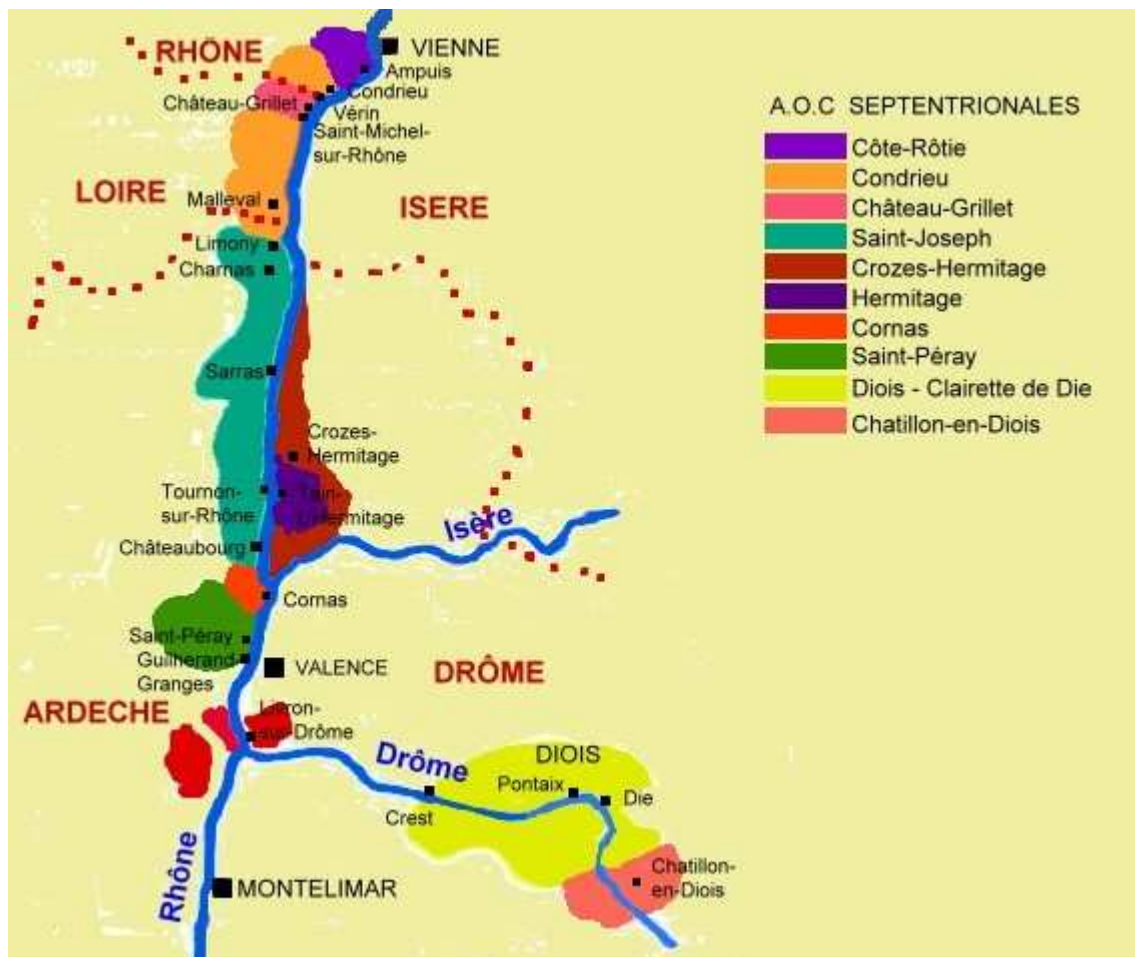 RHÔNE
VIENNE
Ampuis
Condrieu
Château-Grillet
Vérin
Saint-Michel-
sur-Rhône
LOIRE
Malleval
ISERE
Limony
Charnas
Sarras
Crozes-
Hermitage
Tournon-
sur-Rhône
Tain-
L'Hermitage
Isère
Châteaubourg
Cornas
Saint-Péray
Guilherand
Granges
VALENCE
DRÔME
ARDECHE
Livron-
sur-Drôme
Drôme
DIOIS
Pontaix
Die
Crest
Chatillon-
en-Diois
Rhône
MONTELIMAR
A.O.C SEPTENTRIONALES
Côte-Rôtie
Condrieu
Château-Grillet
Saint-Joseph
Crozes-Hermitage
Hermitage
Cornas
Saint-Péray
Diois - Clairette de Die
Chatillon-en-Diois